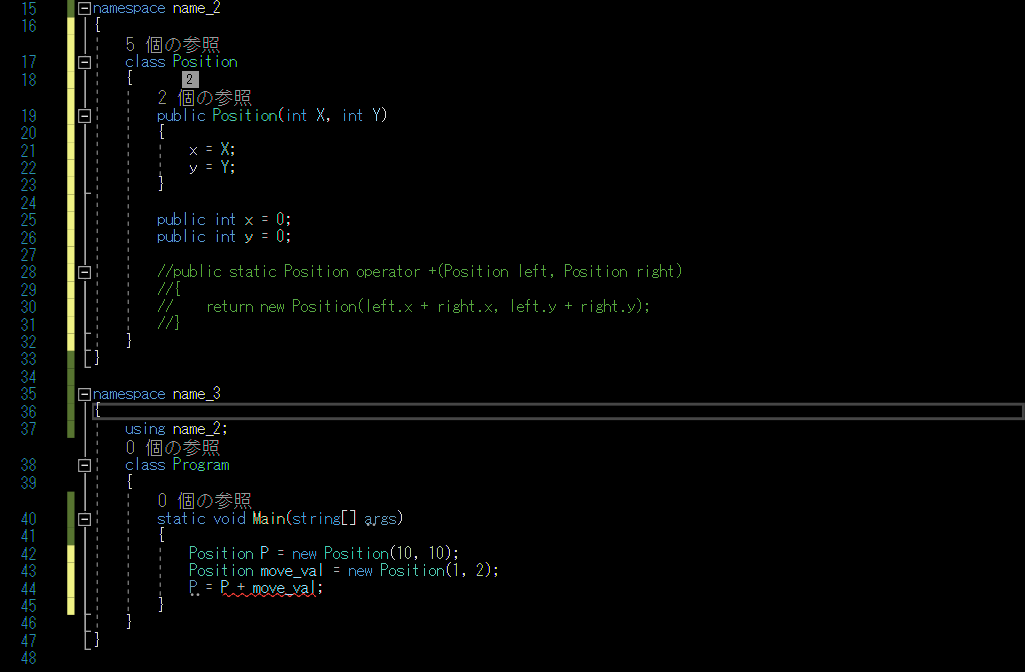 15 namespace name_2
16 {
5 個の参照
17 class Position
18 {
2
2 個の参照
19 public Position(int X, int Y)
20 {
21 x = X;
22 y = Y;
23 }
24
25 public int x = 0;
26 public int y = 0;
27
28 //public static Position operator +(Position left, Position right)
29 //{
30 //    return new Position(left.x + right.x, left.y + right.y);
31 //}
32 }
33 }
34
35 namespace name_3
36 {
37 using name_2;
0 個の参照
38 class Program
39 {
0 個の参照
40 static void Main(string[] args)
41 {
42 Position P = new Position(10, 10);
43 Position move_val = new Position(1, 2);
44 P = P + move_val;
45 }
46 }
47 }
48